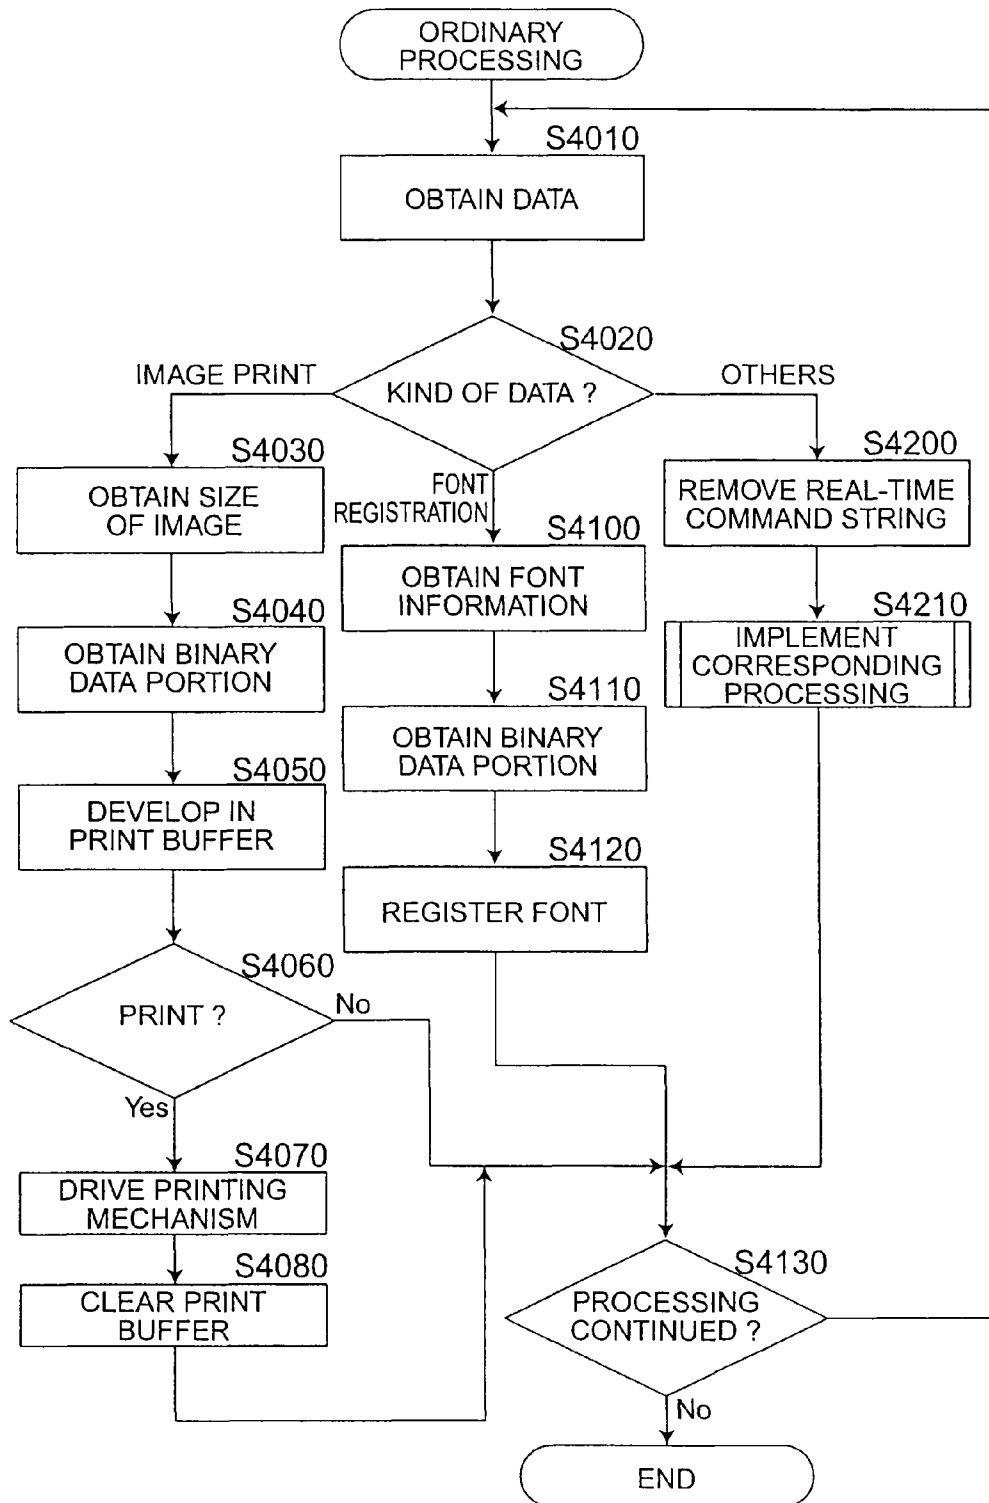 ORDINARY
PROCESSING
S4010
OBTAIN DATA
S4020
KIND OF DATA ?
IMAGE PRINT
OTHERS
FONT
REGISTRATION
S4030
OBTAIN SIZE
OF IMAGE
S4040
OBTAIN BINARY
DATA PORTION
S4050
DEVELOP IN
PRINT BUFFER
S4060
PRINT ?
No
Yes
S4070
DRIVE PRINTING
MECHANISM
S4080
CLEAR PRINT
BUFFER
S4100
OBTAIN FONT
INFORMATION
S4110
OBTAIN BINARY
DATA PORTION
S4120
REGISTER FONT
S4200
REMOVE REAL-TIME
COMMAND STRING
S4210
IMPLEMENT
CORRESPONDING
PROCESSING
S4130
PROCESSING
CONTINUED ?
No
END